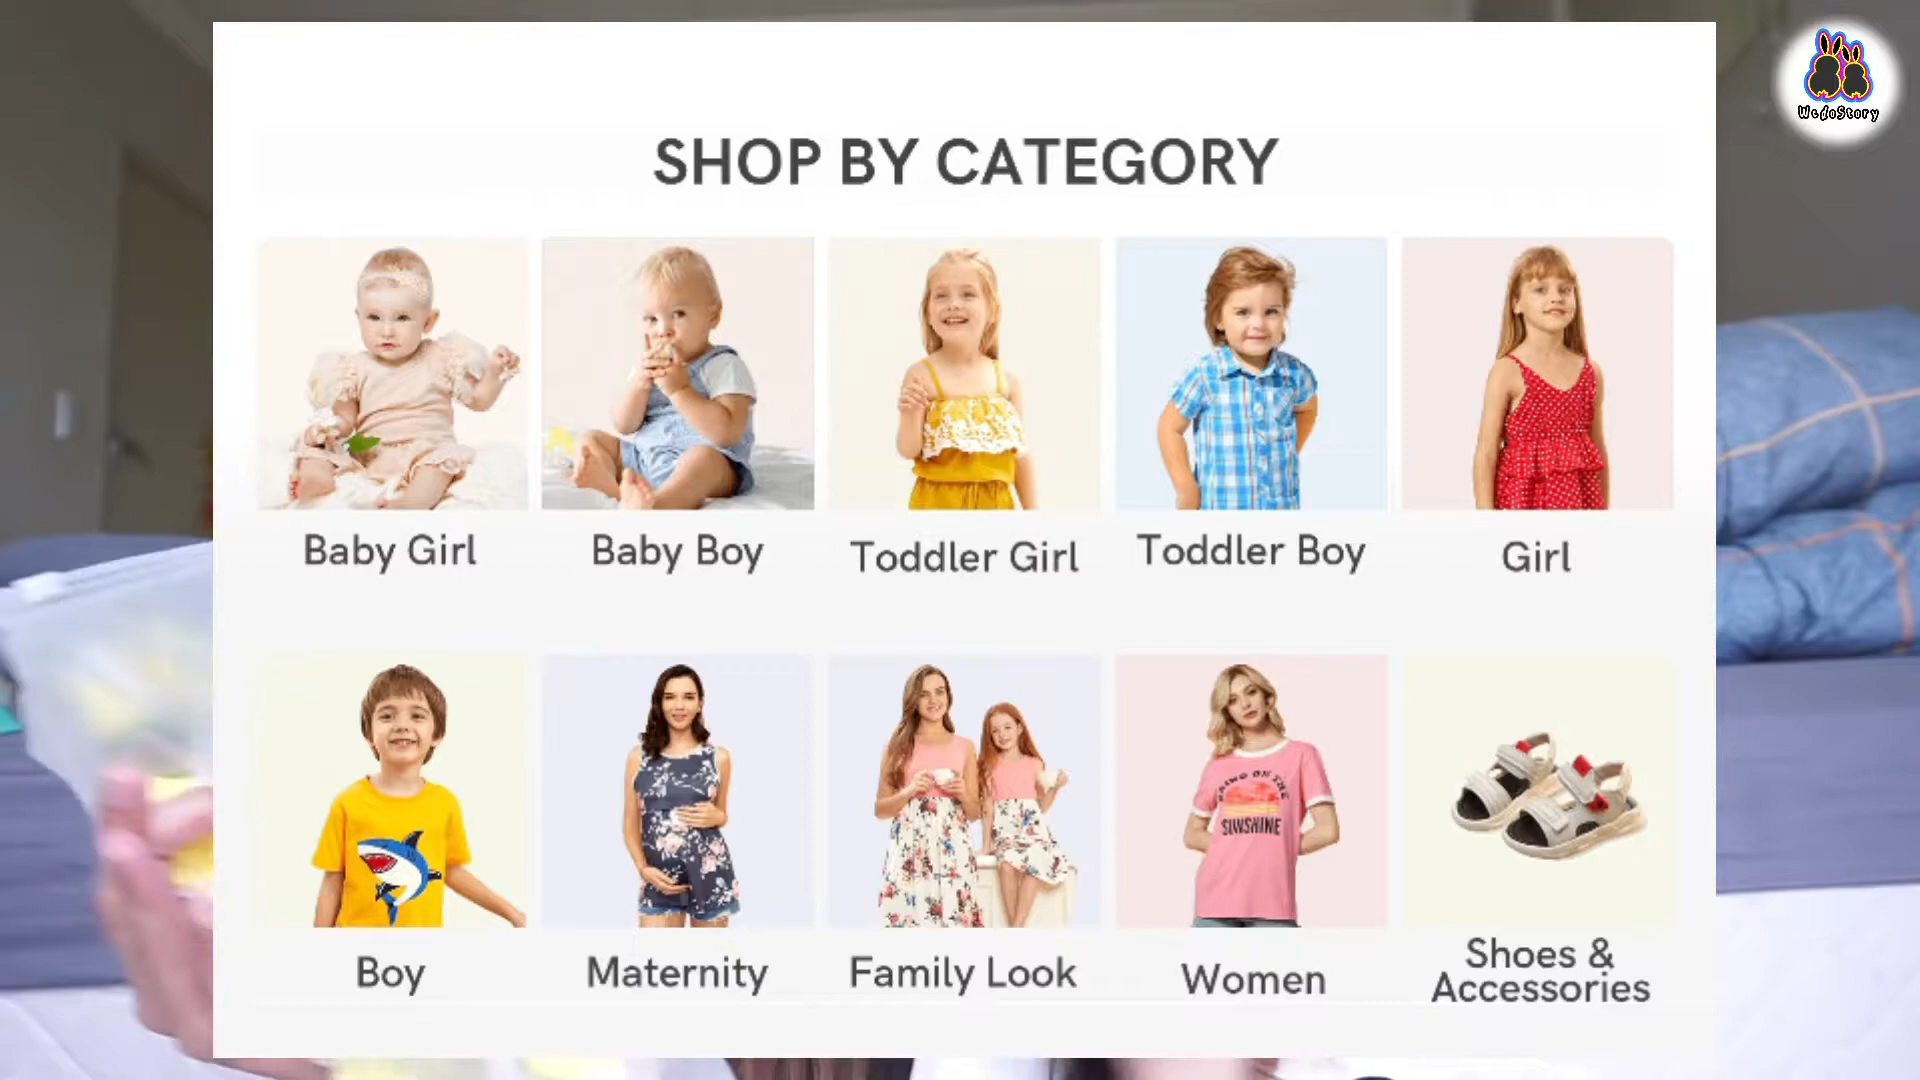 WedoStory
SHOP BY CATEGORY
Baby Girl
Baby Boy
Toddler Girl
Toddler Boy
Girl
SUNSHINE
Boy
Maternity
Family Look
Women
Shoes &
Accessories